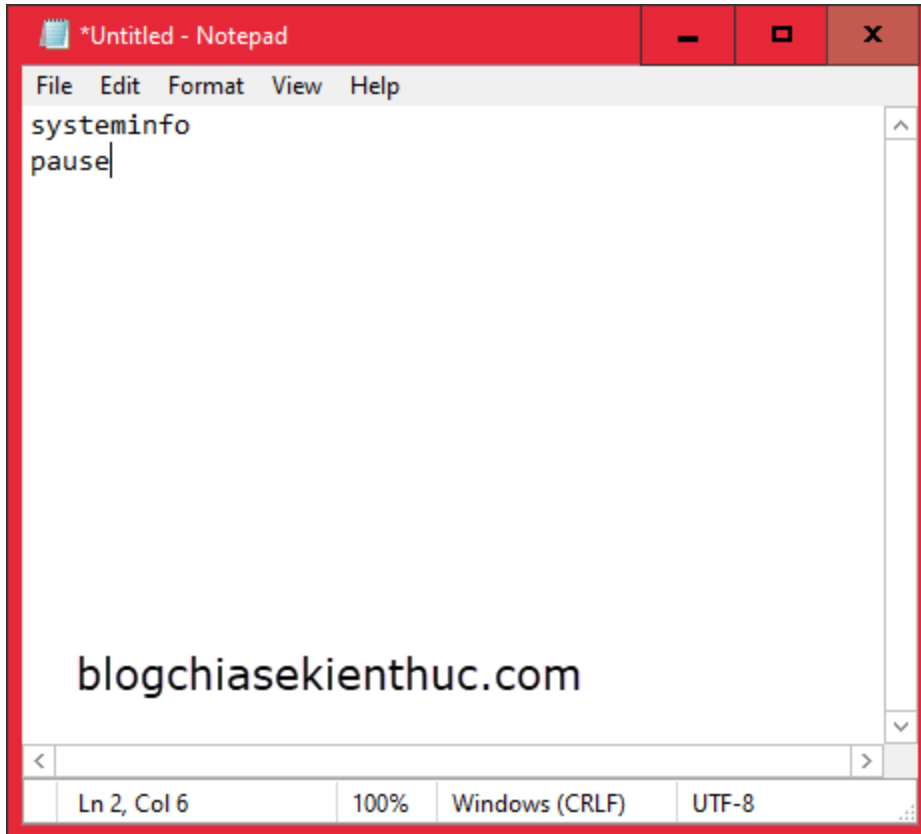 *Untitled - Notepad
File Edit Format View Help
systeminfo
pause
blogchiasekienthuc.com
Ln 2, Col 6 100% Windows (CRLF) UTF-8